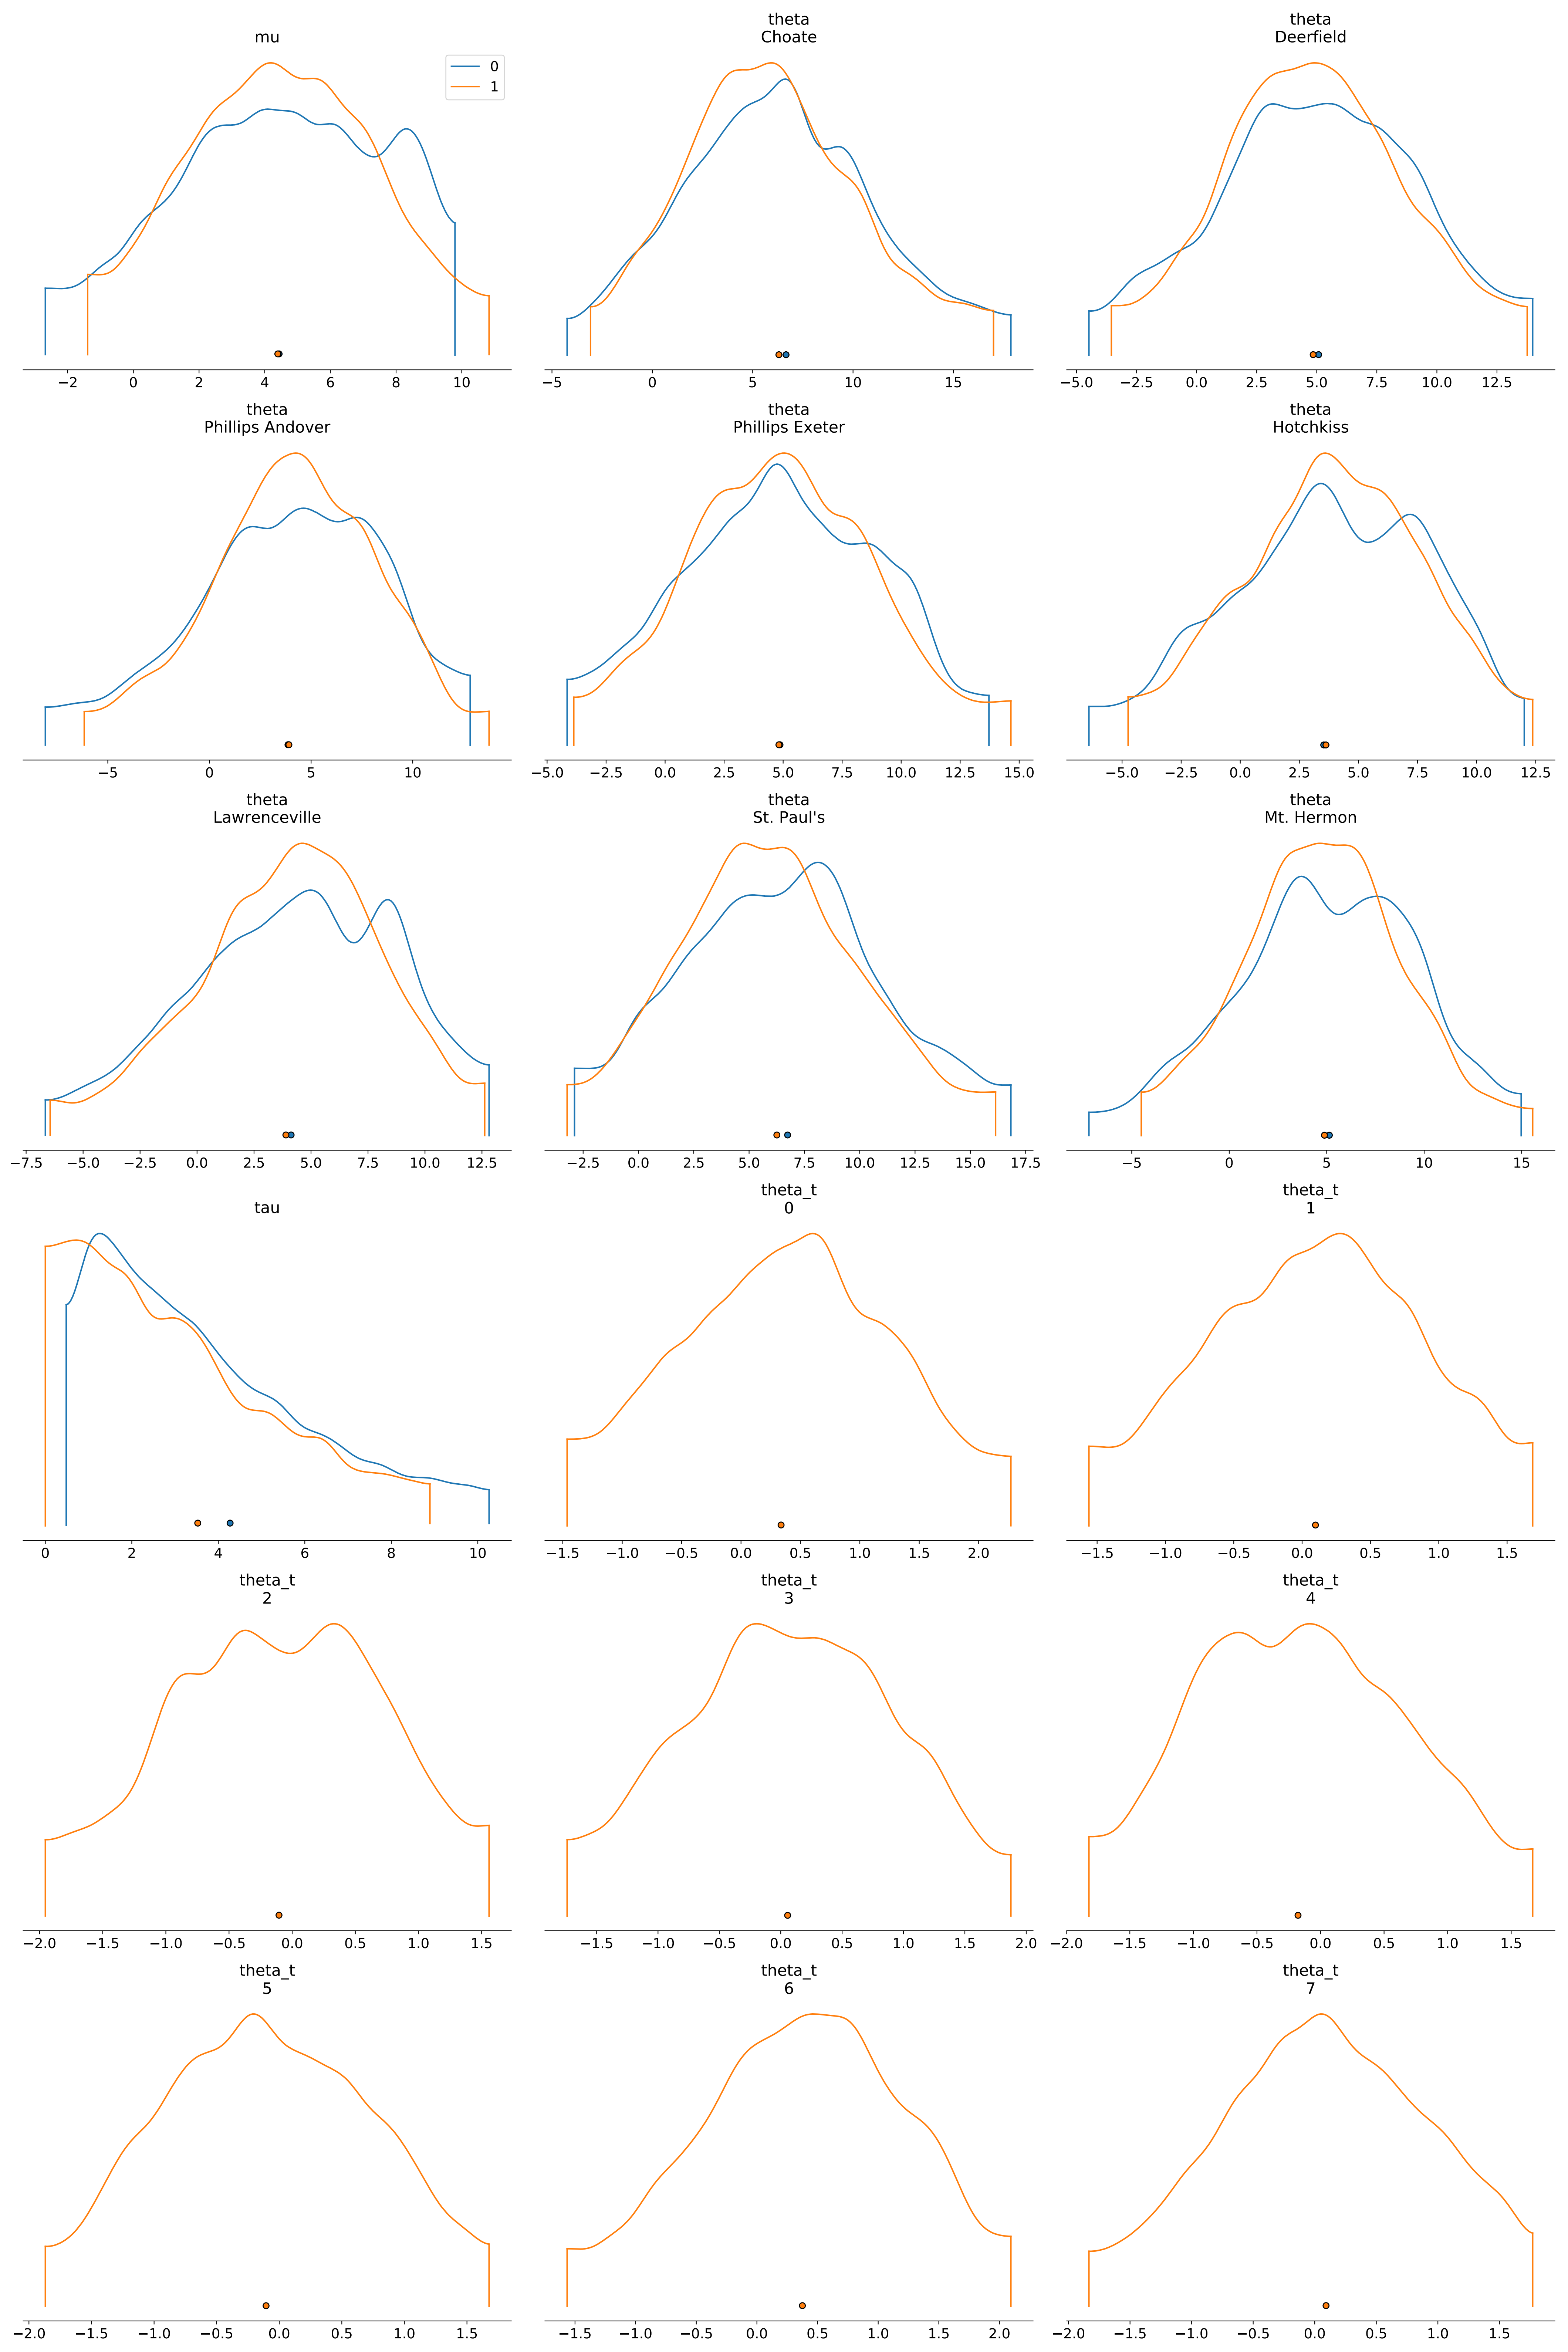 mu
0
1
−2 0 2 4 6 8 10
theta
Choate
−5 0 5 10 15
theta
Deerfield
−5.0 −2.5 0.0 2.5 5.0 7.5 10.0 12.5
theta
Phillips Andover
−5 0 5 10
theta
Phillips Exeter
−5.0 −2.5 0.0 2.5 5.0 7.5 10.0 12.5 15.0
theta
Hotchkiss
−5.0 −2.5 0.0 2.5 5.0 7.5 10.0 12.5
theta
Lawrenceville
−7.5 −5.0 −2.5 0.0 2.5 5.0 7.5 10.0 12.5
theta
St. Paul's
−2.5 0.0 2.5 5.0 7.5 10.0 12.5 15.0 17.5
theta
Mt. Hermon
−5 0 5 10 15
tau
0 2 4 6 8 10
theta_t
0
−1.5 −1.0 −0.5 0.0 0.5 1.0 1.5 2.0
theta_t
1
−1.5 −1.0 −0.5 0.0 0.5 1.0 1.5
theta_t
2
−2.0 −1.5 −1.0 −0.5 0.0 0.5 1.0 1.5
theta_t
3
−1.5 −1.0 −0.5 0.0 0.5 1.0 1.5 2.0
theta_t
4
−2.0 −1.5 −1.0 −0.5 0.0 0.5 1.0 1.5
theta_t
5
−2.0 −1.5 −1.0 −0.5 0.0 0.5 1.0 1.5
theta_t
6
−1.5 −1.0 −0.5 0.0 0.5 1.0 1.5 2.0
theta_t
7
−2.0 −1.5 −1.0 −0.5 0.0 0.5 1.0 1.5